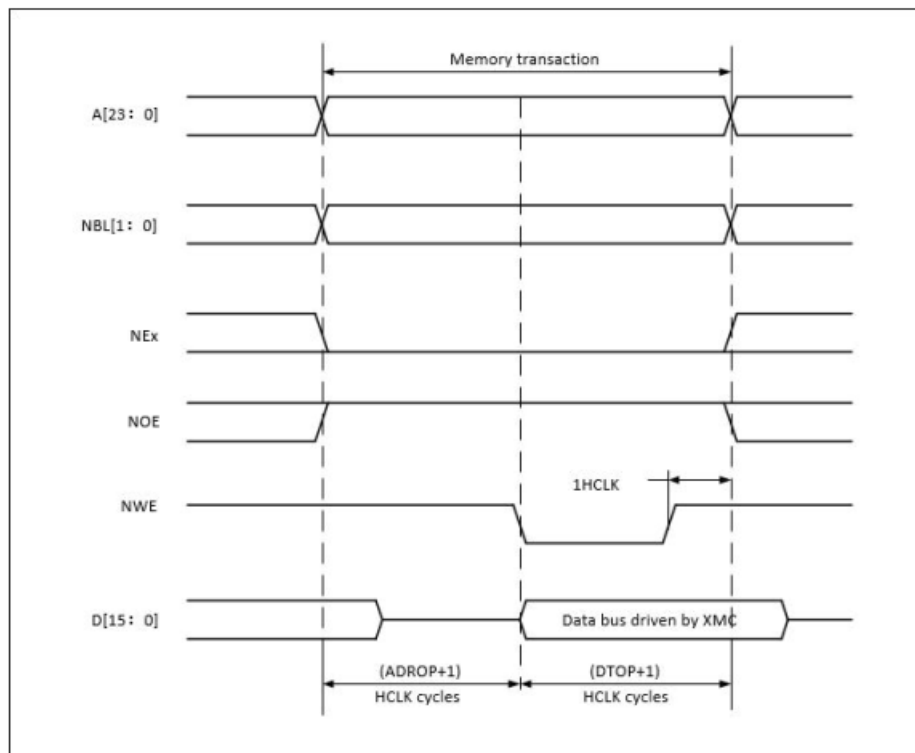 Memory transaction
A[23： 0]
NBL[1： 0]
NEx
NOE
1HCLK
NWE
D[15： 0]
Data bus driven by XMC
(ADROP+1)
HCLK cycles
(DTOP+1)
HCLK cycles